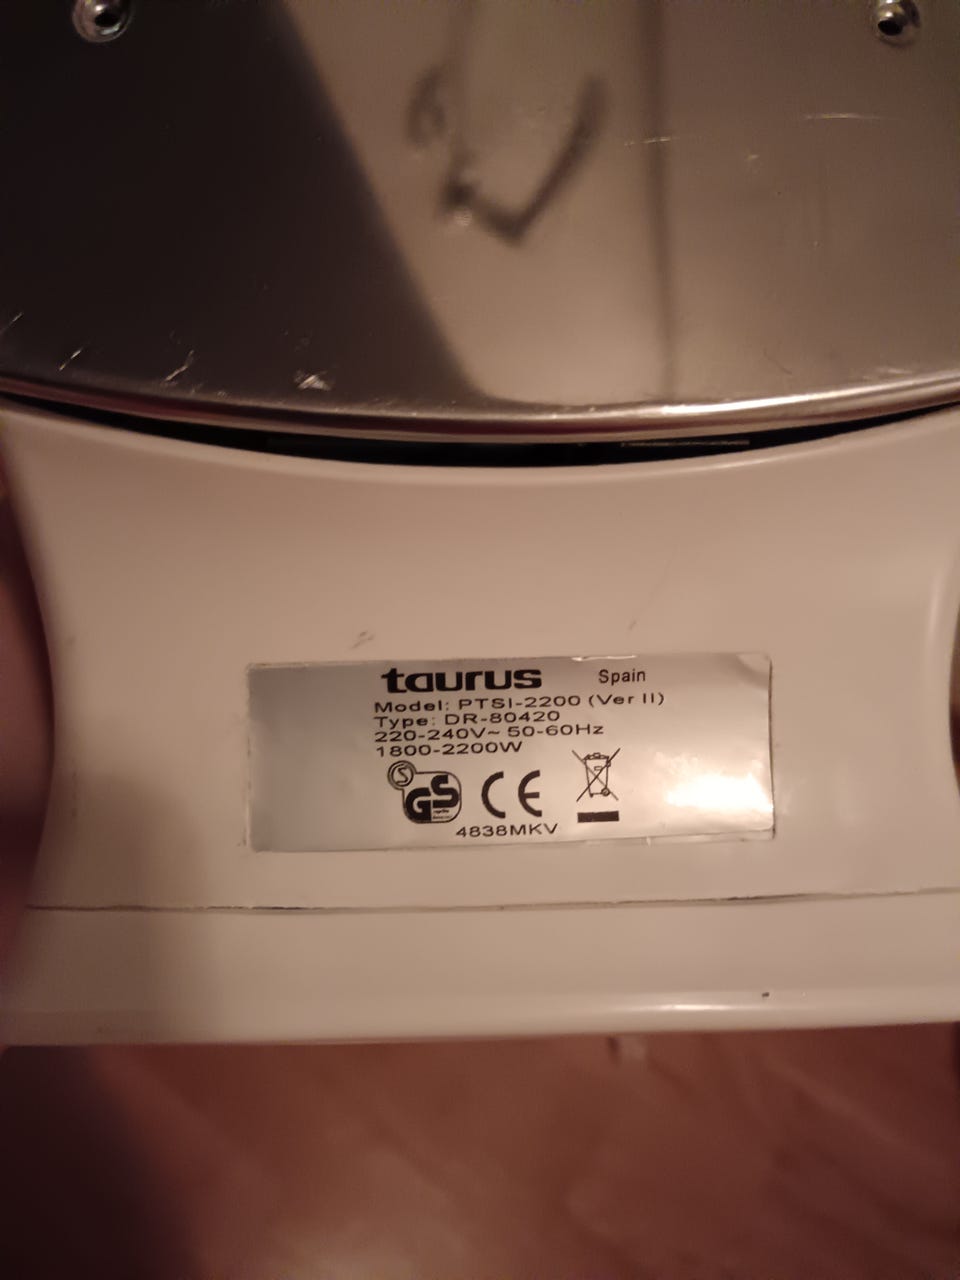 taurus Spain
Model: PTSI-2200 (Ver II)
Type: DR-80420
220-240V~ 50-60Hz
1800-2200W
S GS CE
4838MKV